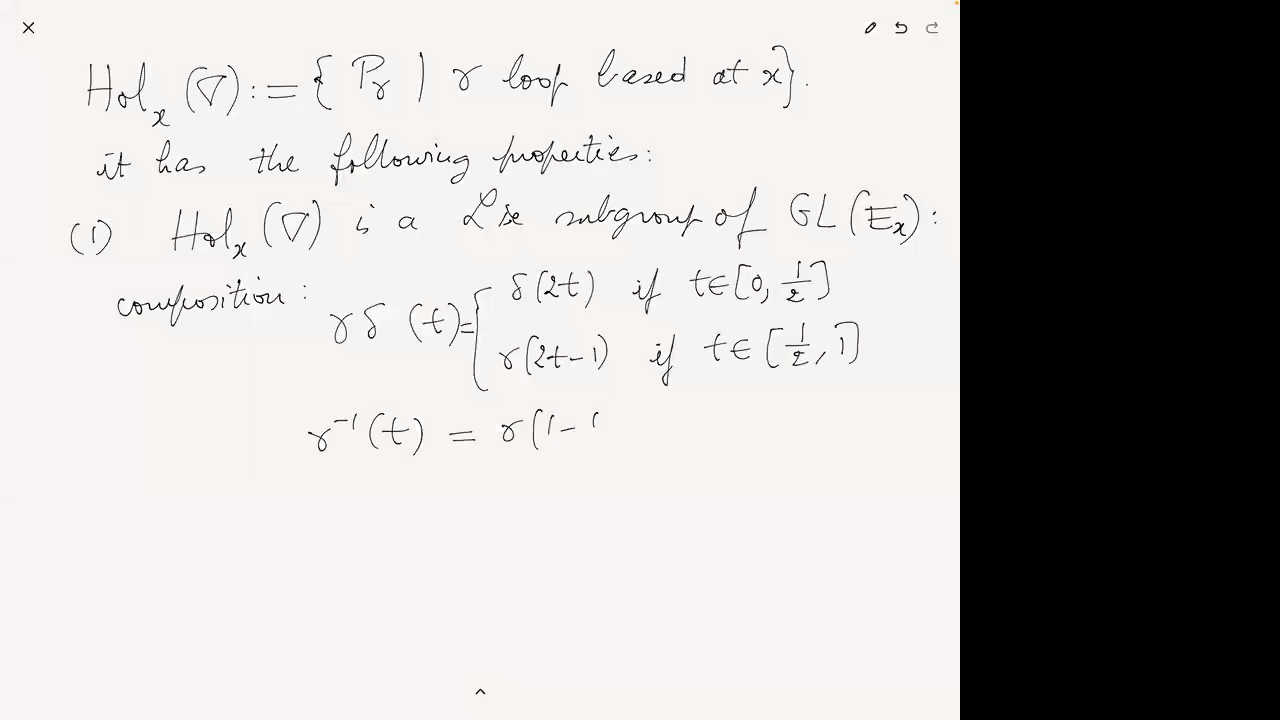 Hol_x (∇) := { P_γ | γ loop based at x}.
it has the following properties:
(1) Hol_x (∇) is a Lie subgroup of GL(E_x):
composition:
γδ (t) = { δ(2t) if t∈[0, 1/2]
γ(2t-1) if t∈[1/2, 1]
γ^{-1}(t) = γ(1-